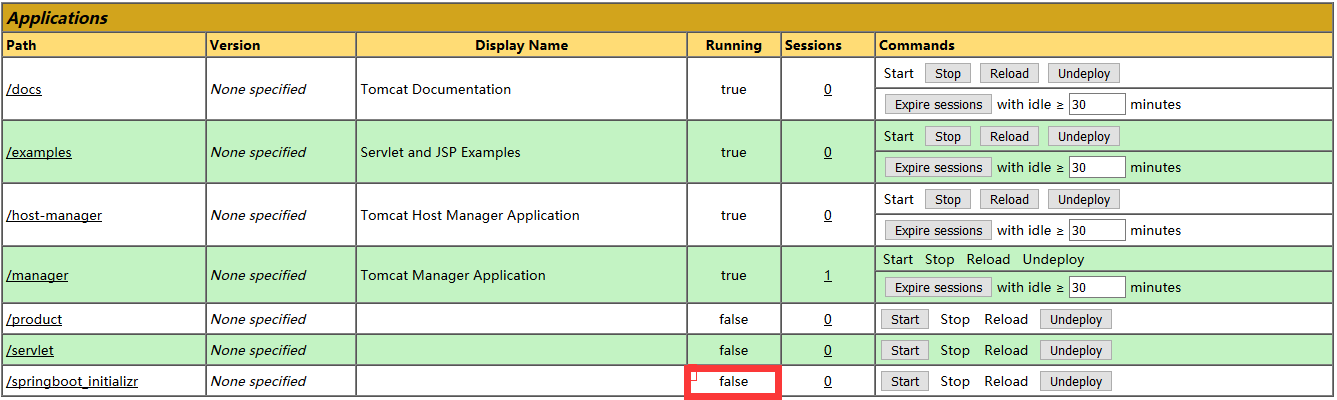 Applications
Path Version Display Name Running Sessions Commands
/docs None specified Tomcat Documentation true 0 Start Stop Reload Undeploy
Expire sessions with idle ≥ 30 minutes
/examples None specified Servlet and JSP Examples true 0 Start Stop Reload Undeploy
Expire sessions with idle ≥ 30 minutes
/host-manager None specified Tomcat Host Manager Application true 0 Start Stop Reload Undeploy
Expire sessions with idle ≥ 30 minutes
/manager None specified Tomcat Manager Application true 1 Start Stop Reload Undeploy
Expire sessions with idle ≥ 30 minutes
/product None specified false 0 Start Stop Reload Undeploy
/servlet None specified false 0 Start Stop Reload Undeploy
/springboot_initializr None specified false 0 Start Stop Reload Undeploy